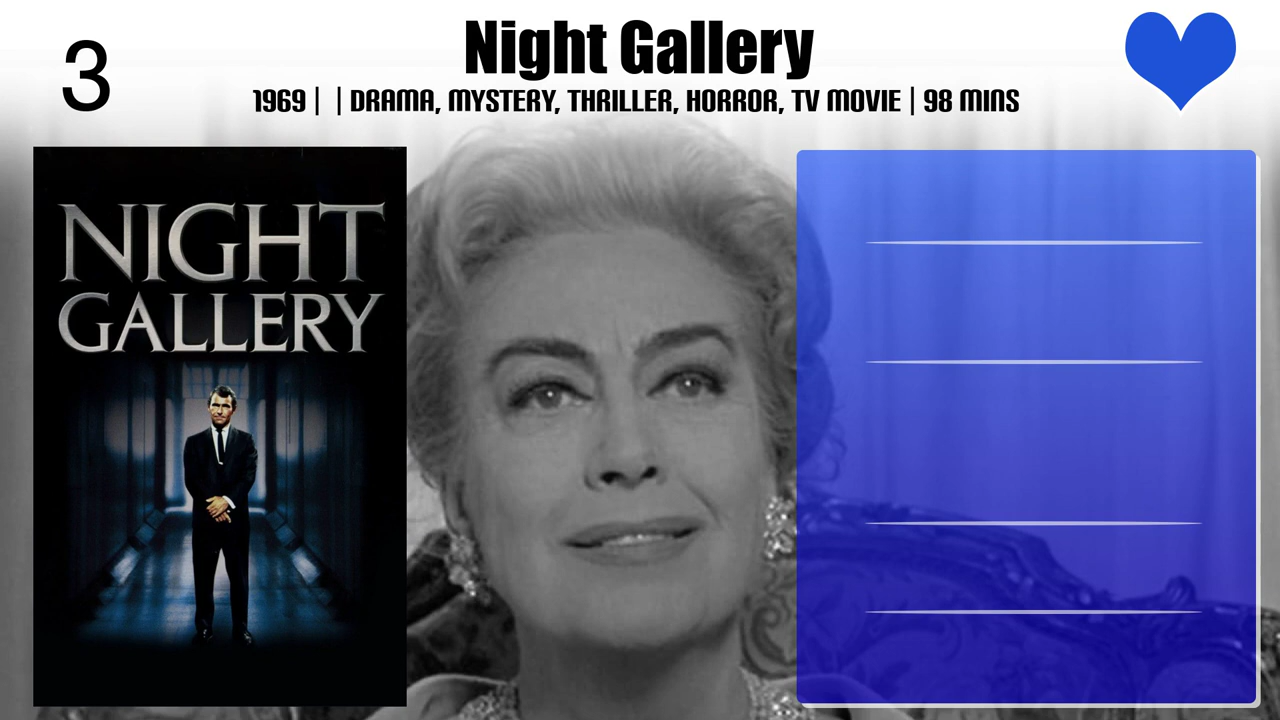 3
Night Gallery
1969 | | DRAMA, MYSTERY, THRILLER, HORROR, TV MOVIE | 98 MINS
NIGHT
GALLERY